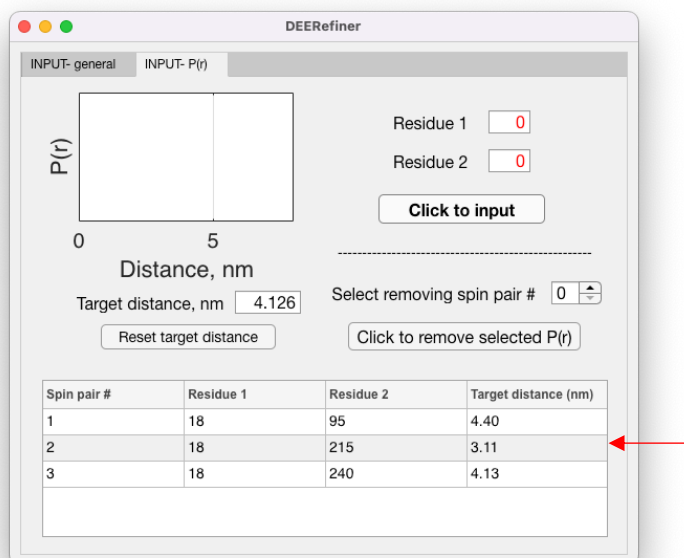 DEERefiner
INPUT- general INPUT- P(r)
P(r)
0 5
Distance, nm
Target distance, nm 4.126
Reset target distance
Residue 1 0
Residue 2 0
Click to input
----------------------------------------------------
Select removing spin pair # 0
Click to remove selected P(r)
Spin pair # Residue 1 Residue 2 Target distance (nm)
1 18 95 4.40
2 18 215 3.11
3 18 240 4.13